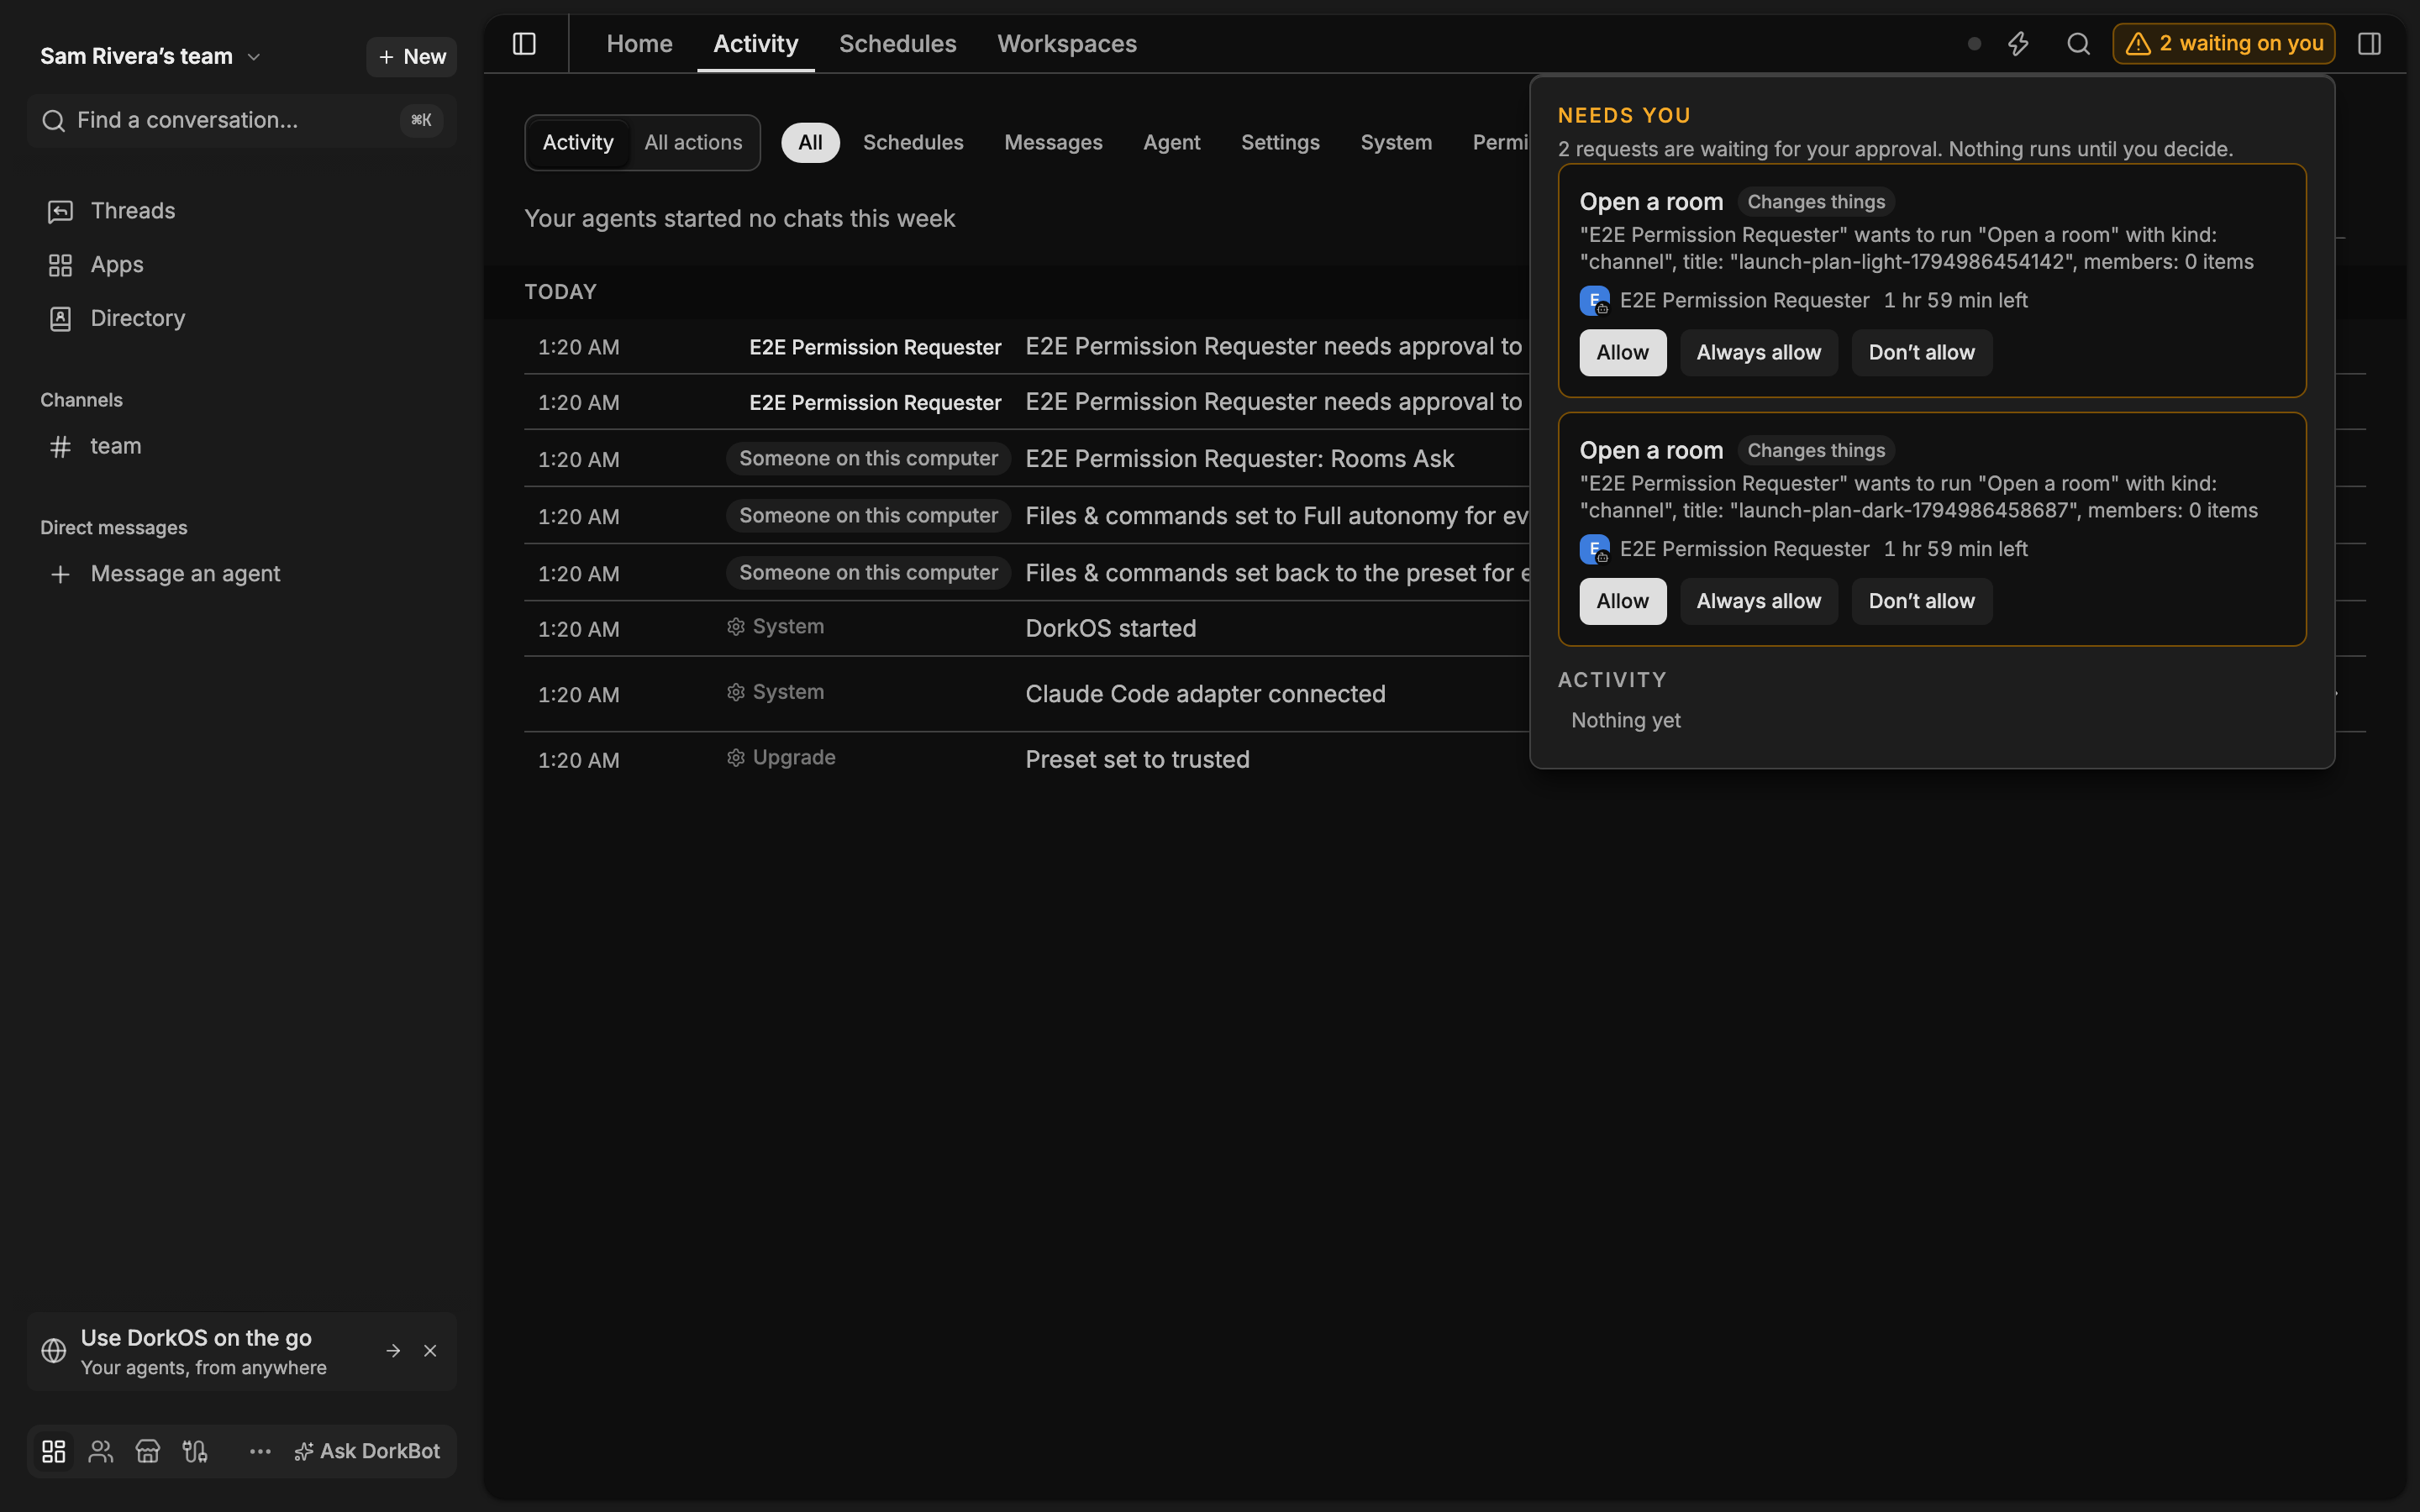 Sam Rivera’s team
+ New
Find a conversation...
⌘K
Threads
Apps
Directory
Channels
# team
Direct messages
+ Message an agent
Use DorkOS on the go
Your agents, from anywhere
Ask DorkBot
Home Activity Schedules Workspaces
2 waiting on you
Activity All actions All Schedules Messages Agent Settings System Permi
Your agents started no chats this week
TODAY
1:20 AM E2E Permission Requester E2E Permission Requester needs approval to
1:20 AM E2E Permission Requester E2E Permission Requester needs approval to
1:20 AM Someone on this computer E2E Permission Requester: Rooms Ask
1:20 AM Someone on this computer Files & commands set to Full autonomy for ev
1:20 AM Someone on this computer Files & commands set back to the preset for e
1:20 AM System DorkOS started
1:20 AM System Claude Code adapter connected
1:20 AM Upgrade Preset set to trusted
NEEDS YOU
2 requests are waiting for your approval. Nothing runs until you decide.
Open a room Changes things
"E2E Permission Requester" wants to run "Open a room" with kind:
"channel", title: "launch-plan-light-1794986454142", members: 0 items
E E2E Permission Requester 1 hr 59 min left
Allow Always allow Don’t allow
Open a room Changes things
"E2E Permission Requester" wants to run "Open a room" with kind:
"channel", title: "launch-plan-dark-1794986458687", members: 0 items
E E2E Permission Requester 1 hr 59 min left
Allow Always allow Don’t allow
ACTIVITY
Nothing yet